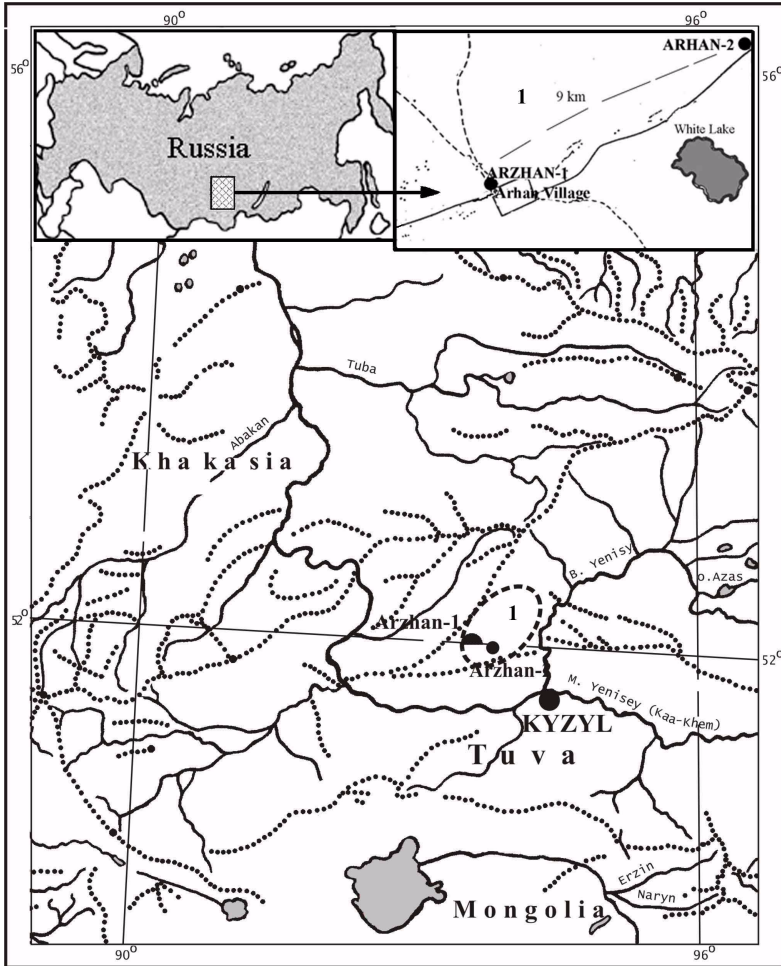 90°
96°
56°
56°
Russia
ARHAN-2
1
9 km
White Lake
ARZHAN-1
Arhan Village
Tuba
Abakan
Khakasia
B. Yenisy
o.Azas
52°
Arzhan-1
1
52°
Arzhan-
M. Yenisey (Kaa-Khem)
KYZYL
Tuva
Erzin
Naryn
Mongolia
90°
96°